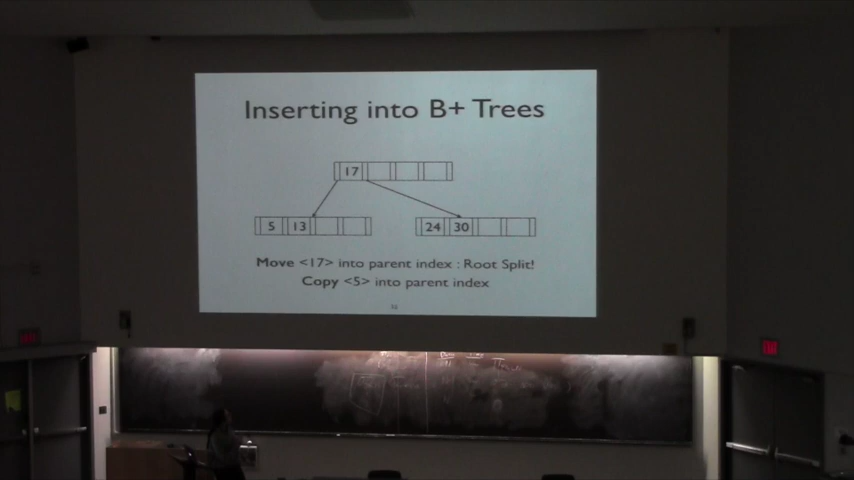 Inserting into B+ Trees
17
5 13 24 30
Move <17> into parent index : Root Split!
Copy <5> into parent index